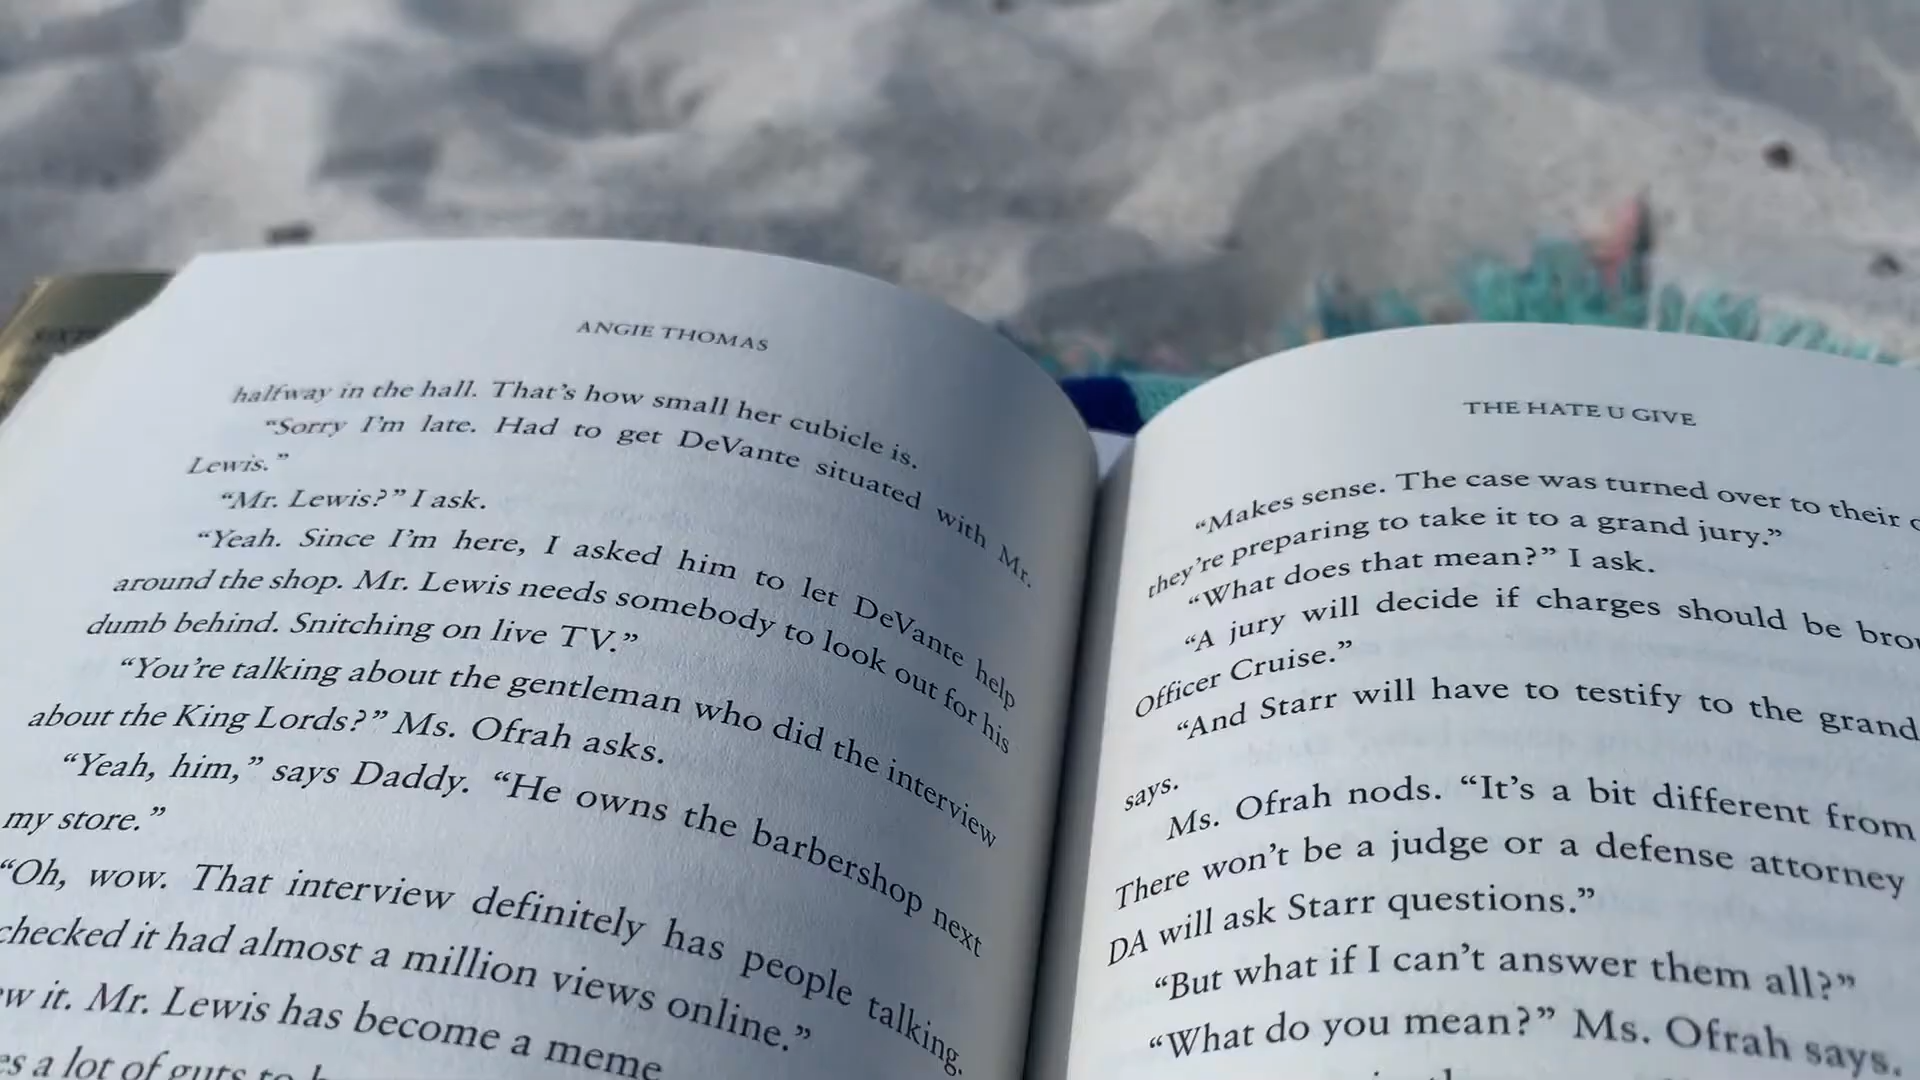 ANGIE THOMAS
halfway in the hall. That's how small her cubicle is.
“Sorry I'm late. Had to get DeVante situated with Mr.
Lewis.”
“Mr. Lewis?” I ask.
“Yeah. Since I'm here, I asked him to let DeVante help
around the shop. Mr. Lewis needs somebody to look out for his
dumb behind. Snitching on live TV.”
“You're talking about the gentleman who did the interview
about the King Lords?” Ms. Ofrah asks.
“Yeah, him,” says Daddy. “He owns the barbershop next
my store.”
“Oh, wow. That interview definitely has people talking.
checked it had almost a million views online.”
it. Mr. Lewis has become a meme
a lot of guts to
THE HATE U GIVE
“Makes sense. The case was turned over to their
they're preparing to take it to a grand jury.”
“What does that mean?” I ask.
“A jury will decide if charges should be
Officer Cruise.”
“And Starr will have to testify to the grand
says.
Ms. Ofrah nods. “It's a bit different from
There won't be a judge or a defense attorney
DA will ask Starr questions.”
“But what if I can't answer them all?”
“What do you mean?” Ms. Ofrah says.